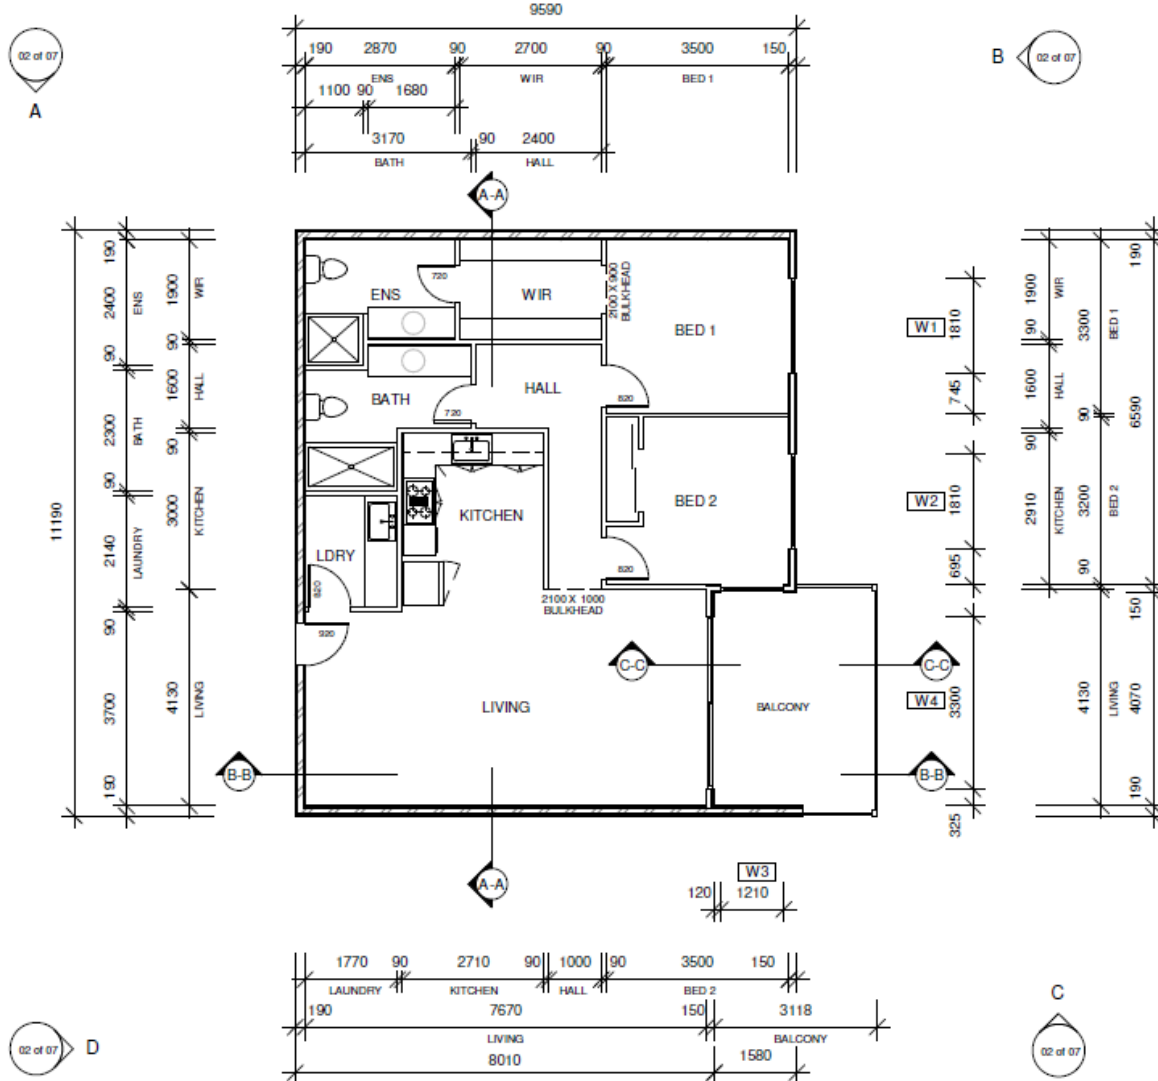 9590
190 2870 90 2700 90 3500 150
ENS WIR BED 1
1100 90 1680
3170 90 2400
BATH HALL
02 of 07
A
B
02 of 07
A-A
11190
190 2400 90 2300 90 2140 90 3700 190
ENS BATH LAUNDRY
1900 90 1600 90 3000 4130
WIR HALL KITCHEN LIVING
ENS
720
WIR
2100 X 900
BULKHEAD
BED 1
BATH
720
HALL
820
KITCHEN
BED 2
820
LDRY
820
920
2100 X 1000
BULKHEAD
LIVING
BALCONY
C-C
C-C
B-B
B-B
A-A
W1
1810
745
W2
1810
695
W4
3300
325
1900 90 1600 90 2910
WIR HALL KITCHEN
3300 90 3200 90 4130
BED 1 BED 2 LIVING
190 6590 150 4070 190
W3
120 1210
1770 90 2710 90 1000 90 3500 150
LAUNDRY KITCHEN HALL BED 2
190 7670 150 3118
LIVING BALCONY
8010 1580
02 of 07
D
C
02 of 07